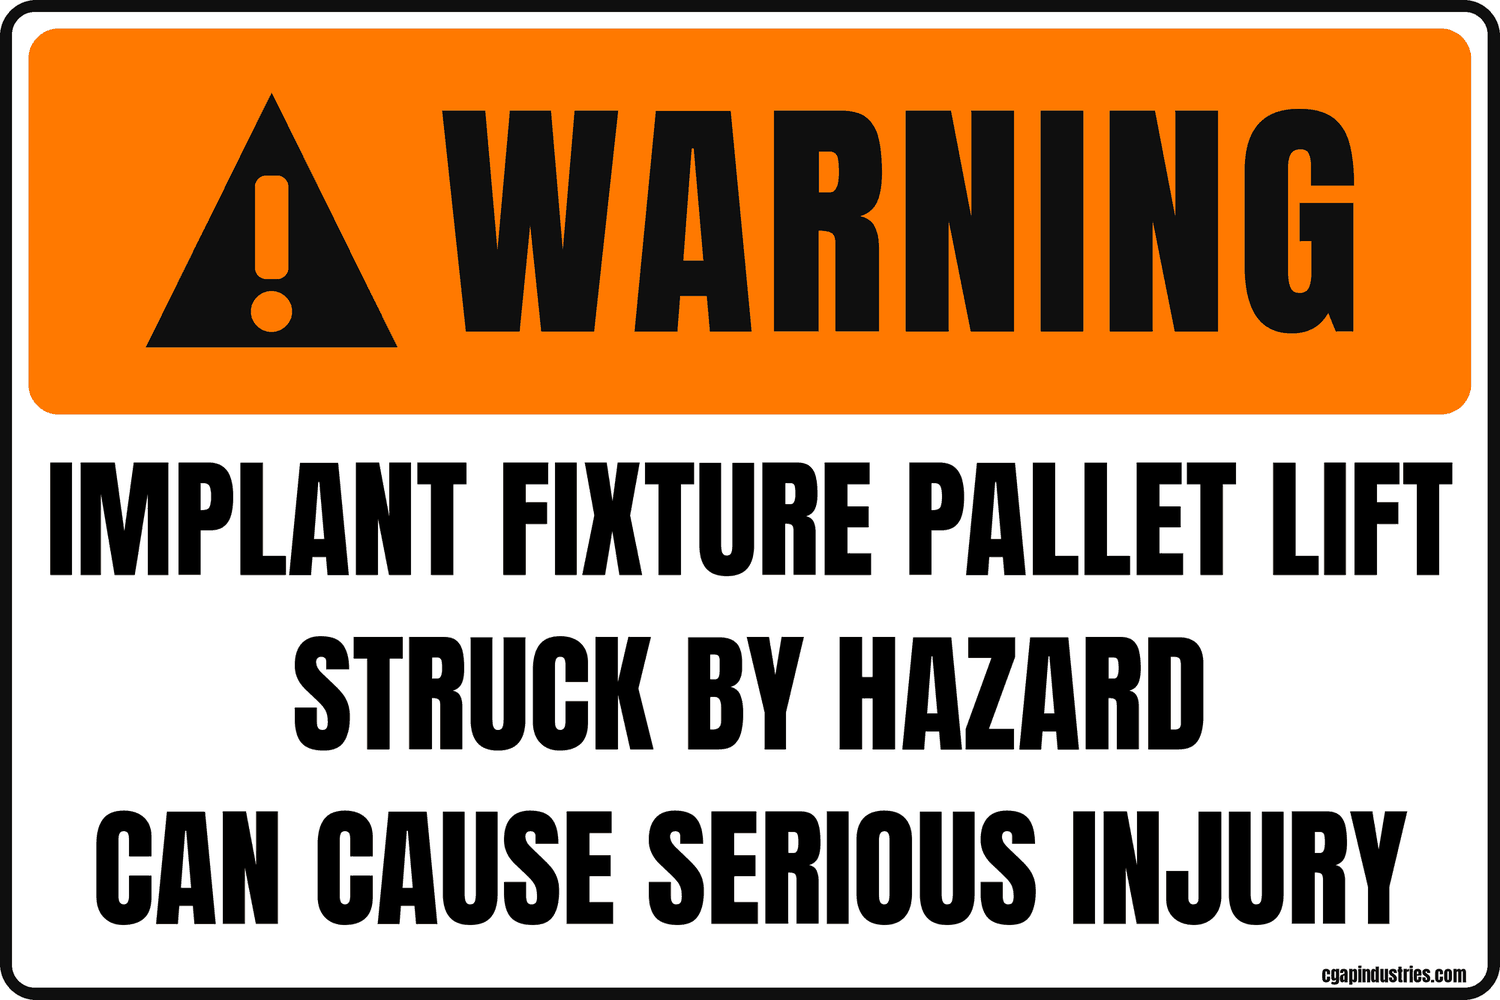 WARNING
IMPLANT FIXTURE PALLET LIFT
STRUCK BY HAZARD
CAN CAUSE SERIOUS INJURY
cgapindustries.com